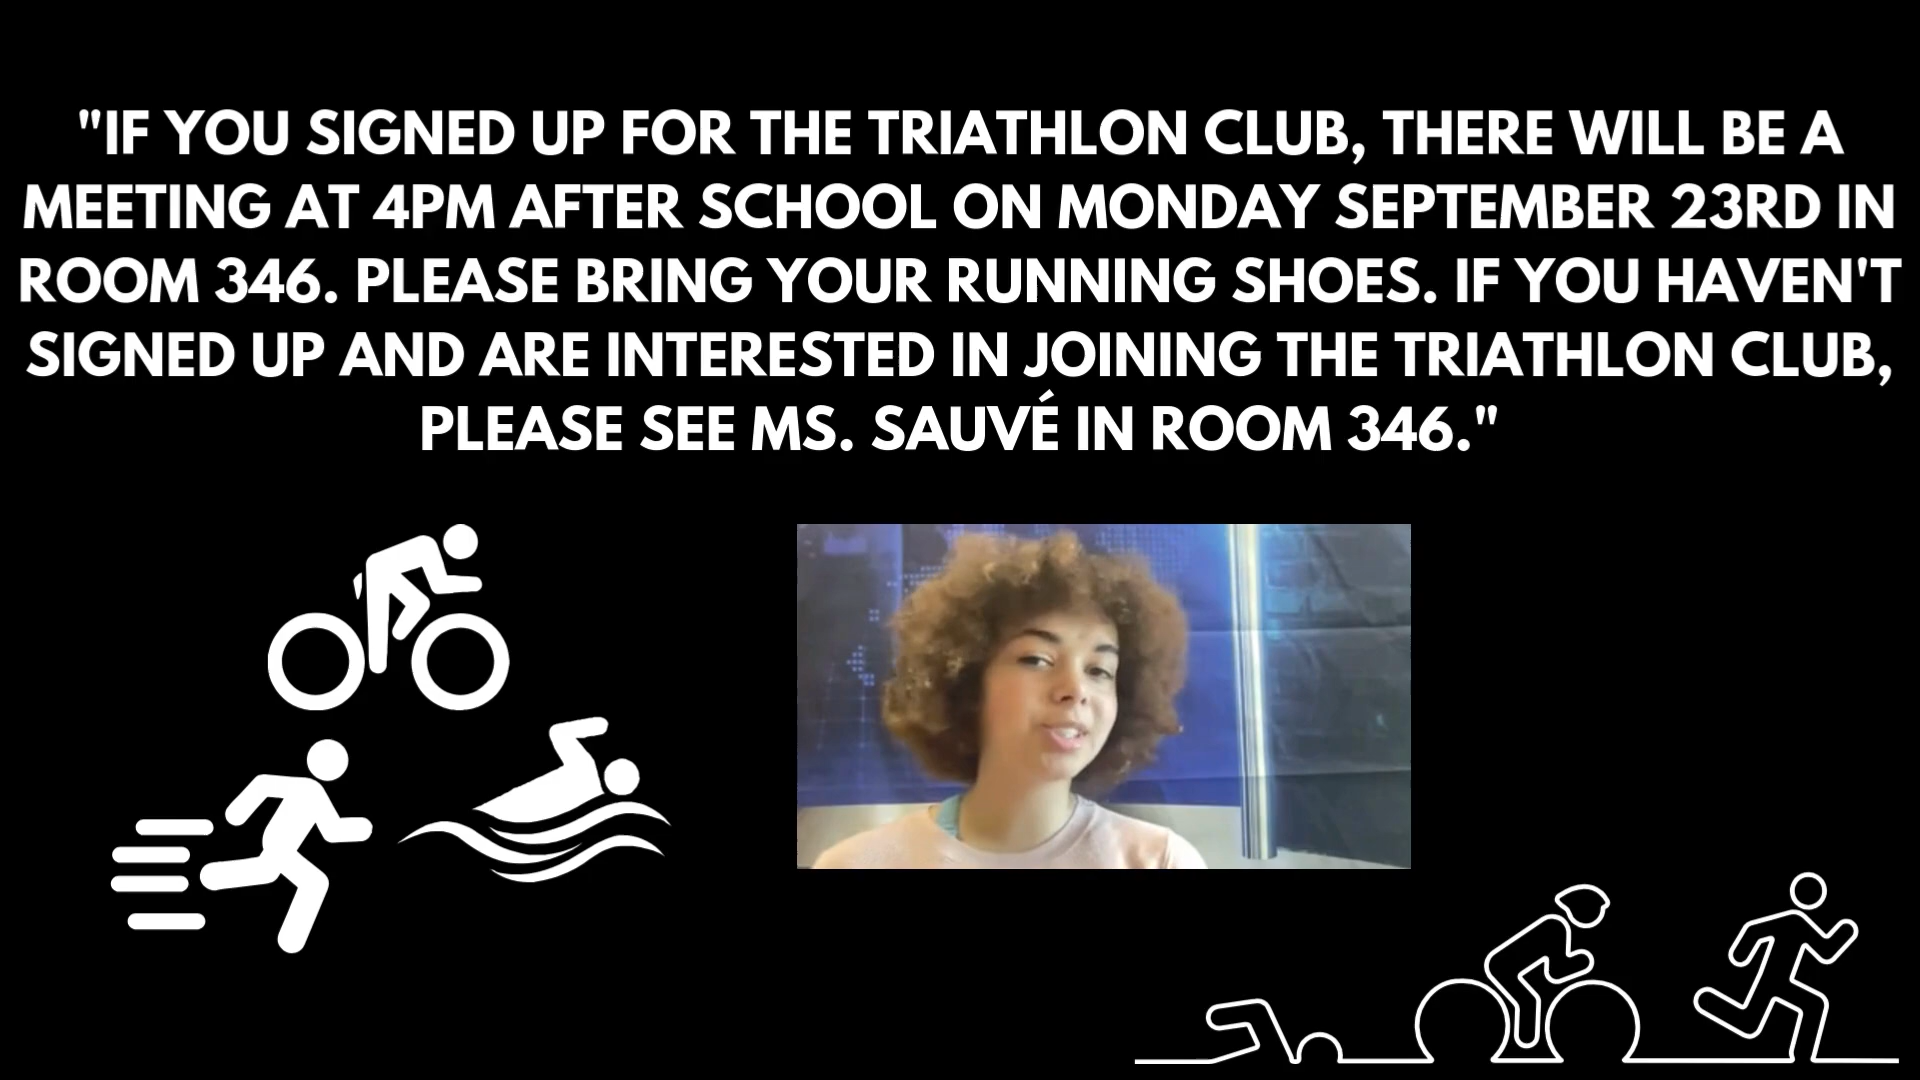 "IF YOU SIGNED UP FOR THE TRIATHLON CLUB, THERE WILL BE A
MEETING AT 4PM AFTER SCHOOL ON MONDAY SEPTEMBER 23RD IN
ROOM 346. PLEASE BRING YOUR RUNNING SHOES. IF YOU HAVEN'T
SIGNED UP AND ARE INTERESTED IN JOINING THE TRIATHLON CLUB,
PLEASE SEE MS. SAUVÉ IN ROOM 346."